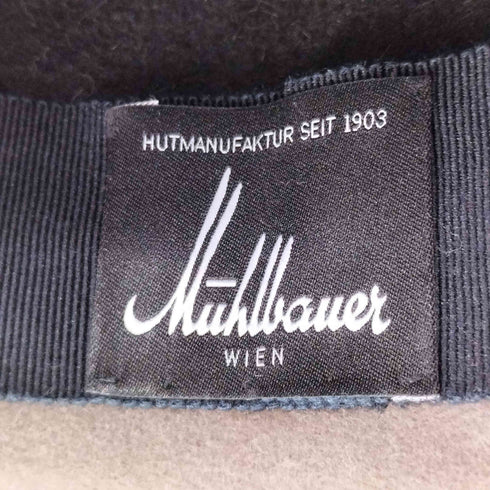 HUTMANUFAKTUR SEIT 1903
Mühlbauer
WIEN